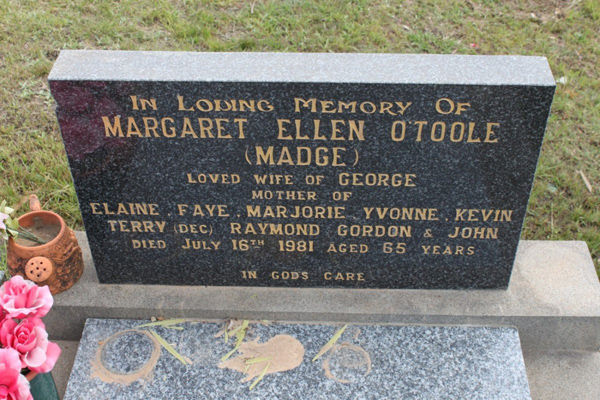 IN LOVING MEMORY OF
MARGARET ELLEN O'TOOLE
(MADGE)
LOVED WIFE OF GEORGE
MOTHER OF
ELAINE, FAYE, MARJORIE, YVONNE, KEVIN
TERRY (DEC) RAYMOND GORDON & JOHN
DIED JULY 16TH 1981 AGED 65 YEARS
IN GOD'S CARE